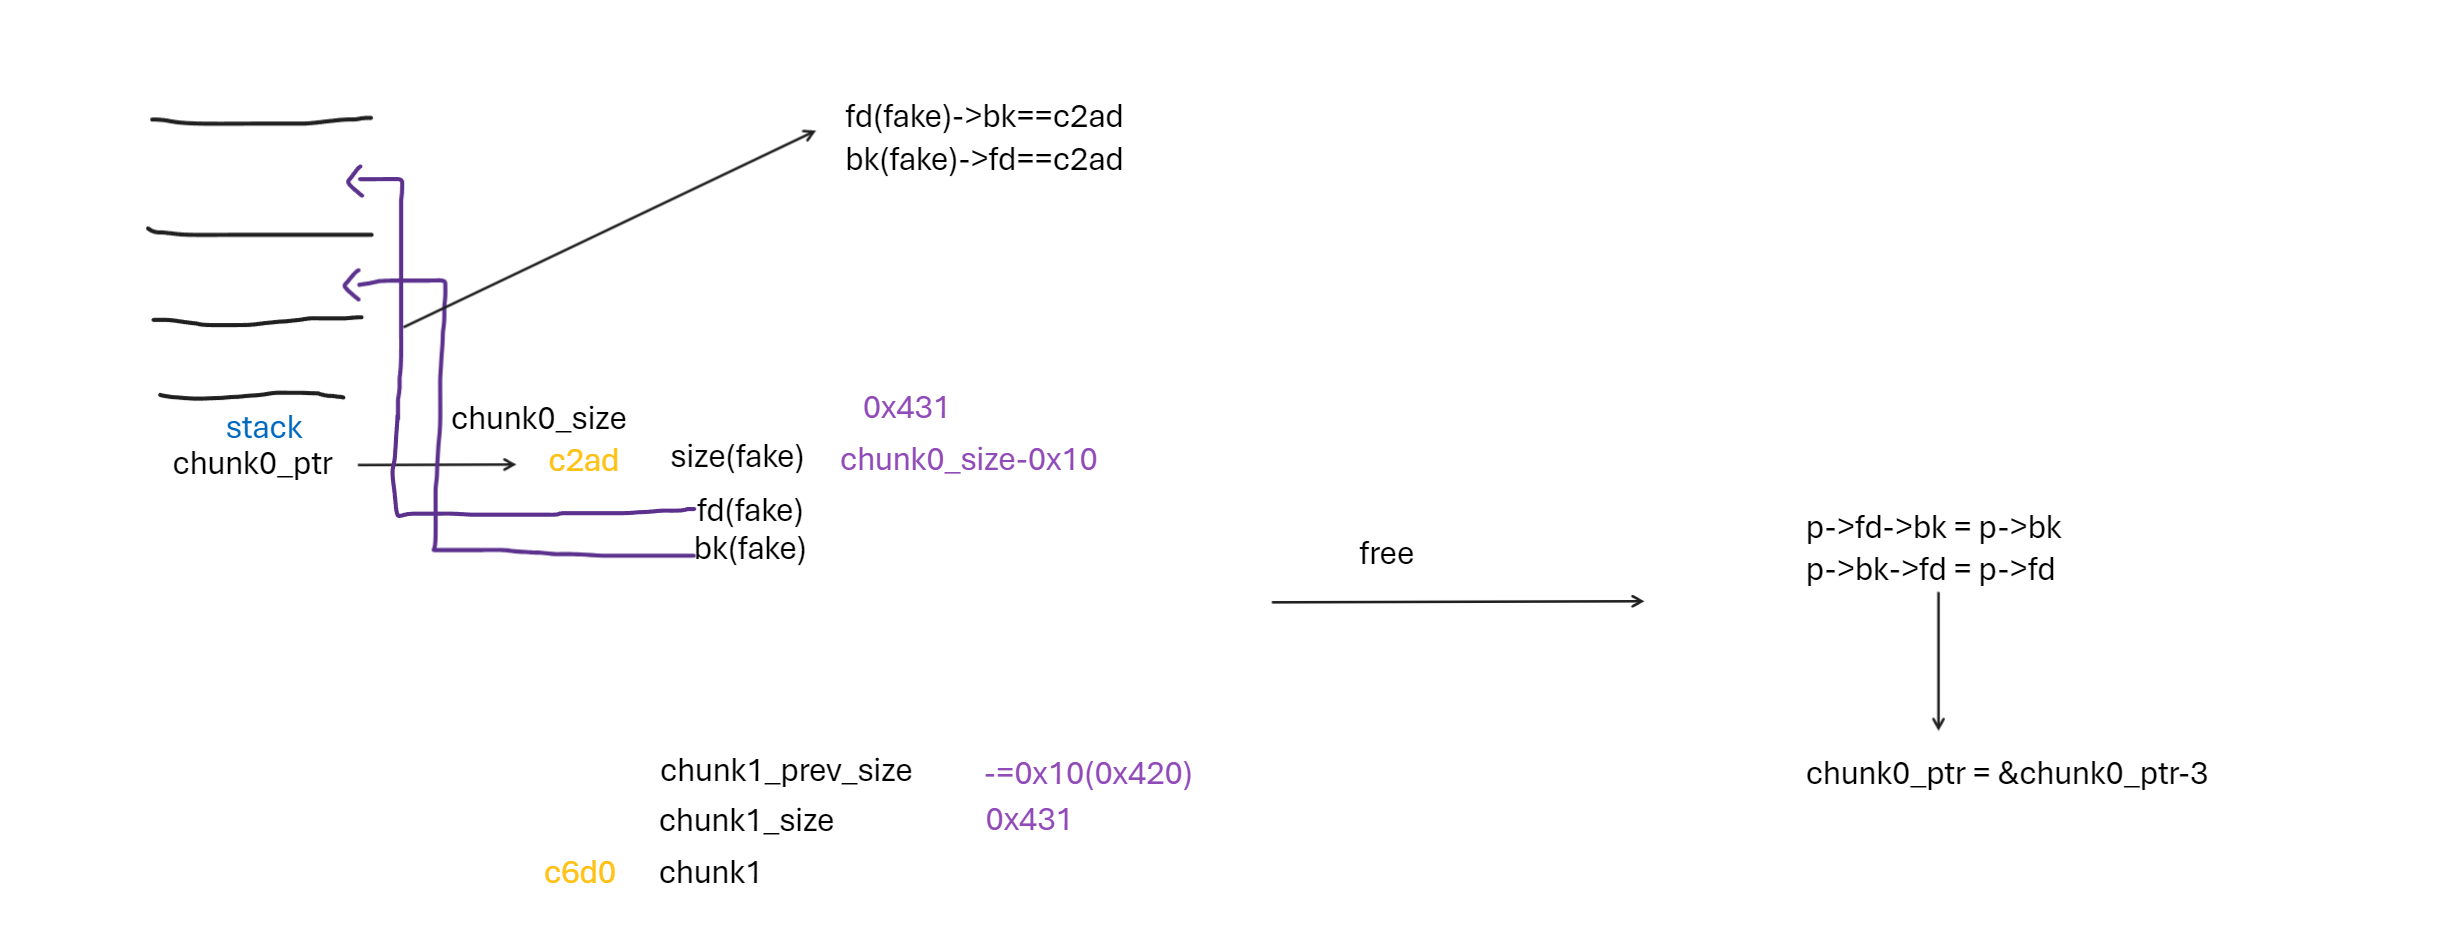 fd(fake)->bk==c2ad
bk(fake)->fd==c2ad
stack
chunk0_ptr
chunk0_size
0x431
c2ad
size(fake)
chunk0_size-0x10
fd(fake)
bk(fake)
free
p->fd->bk = p->bk
p->bk->fd = p->fd
chunk0_ptr = &chunk0_ptr-3
chunk1_prev_size
-=0x10(0x420)
chunk1_size
0x431
c6d0
chunk1